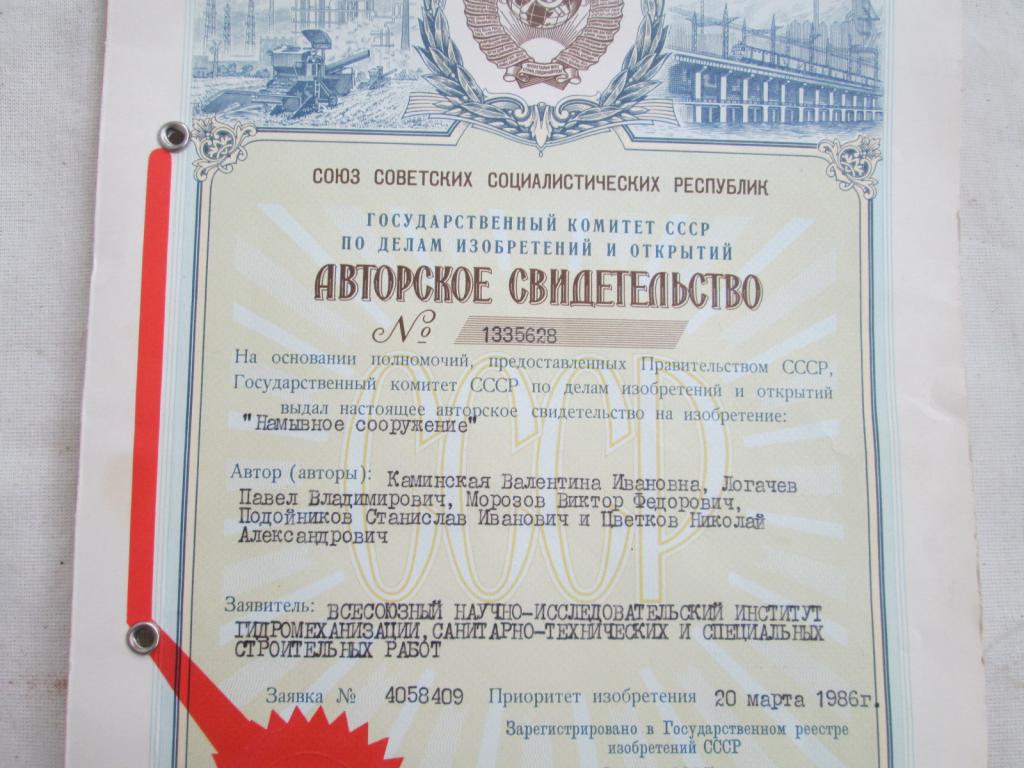 СОЮЗ СОВЕТСКИХ СОЦИАЛИСТИЧЕСКИХ РЕСПУБЛИК
ГОСУДАРСТВЕННЫЙ КОМИТЕТ СССР
ПО ДЕЛАМ ИЗОБРЕТЕНИЙ И ОТКРЫТИЙ
АВТОРСКОЕ СВИДЕТЕЛЬСТВО
№ 1335628
На основании полномочий, предоставленных Правительством СССР,
Государственный комитет СССР по делам изобретений и открытий
выдал настоящее авторское свидетельство на изобретение:
"Намывное сооружение"
Автор (авторы): Каминская Валентина Ивановна, Логачев
Павел Владимирович, Морозов Виктор Федорович,
Подойников Станислав Иванович и Цветков Николай
Александрович
СССР
Заявитель: ВСЕСОЮЗНЫЙ НАУЧНО-ИССЛЕДОВАТЕЛЬСКИЙ ИНСТИТУТ
ГИДРОМЕХАНИЗАЦИИ, САНИТАРНО-ТЕХНИЧЕСКИХ И СПЕЦИАЛЬНЫХ
СТРОИТЕЛЬНЫХ РАБОТ
Заявка № 4058409 Приоритет изобретения 20 марта 1986г.
Зарегистрировано в Государственном реестре
изобретений СССР